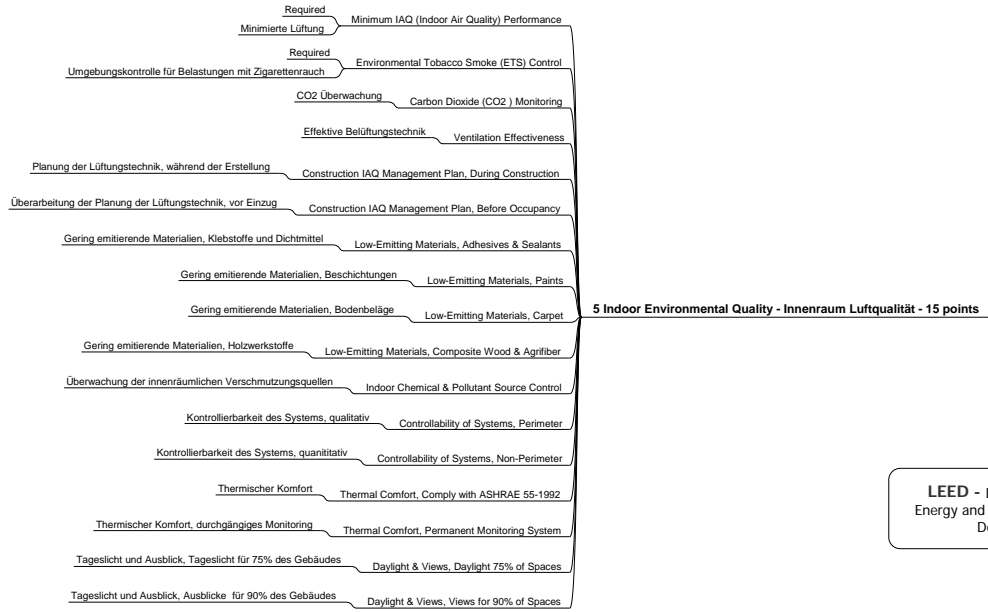 Required
Minimierte Lüftung
Minimum IAQ (Indoor Air Quality) Performance
Required
Umgebungskontrolle für Belastungen mit Zigarettenrauch
Environmental Tobacco Smoke (ETS) Control
CO2 Überwachung
Carbon Dioxide (CO2 ) Monitoring
Effektive Belüftungstechnik
Ventilation Effectiveness
Planung der Lüftungstechnik, während der Erstellung
Construction IAQ Management Plan, During Construction
Überarbeitung der Planung der Lüftungstechnik, vor Einzug
Construction IAQ Management Plan, Before Occupancy
Gering emitierende Materialien, Klebstoffe und Dichtmittel
Low-Emitting Materials, Adhesives & Sealants
Gering emitierende Materialien, Beschichtungen
Low-Emitting Materials, Paints
Gering emitierende Materialien, Bodenbeläge
Low-Emitting Materials, Carpet
Gering emitierende Materialien, Holzwerkstoffe
Low-Emitting Materials, Composite Wood & Agrifiber
Überwachung der innenräumlichen Verschmutzungsquellen
Indoor Chemical & Pollutant Source Control
Kontrollierbarkeit des Systems, qualitativ
Controllability of Systems, Perimeter
Kontrollierbarkeit des Systems, quanititativ
Controllability of Systems, Non-Perimeter
Thermischer Komfort
Thermal Comfort, Comply with ASHRAE 55-1992
Thermischer Komfort, durchgängiges Monitoring
Thermal Comfort, Permanent Monitoring System
Tageslicht und Ausblick, Tageslicht für 75% des Gebäudes
Daylight & Views, Daylight 75% of Spaces
Tageslicht und Ausblick, Ausblicke für 90% des Gebäudes
Daylight & Views, Views for 90% of Spaces
5 Indoor Environmental Quality - Innenraum Luftqualität - 15 points
LEED -
Energy and